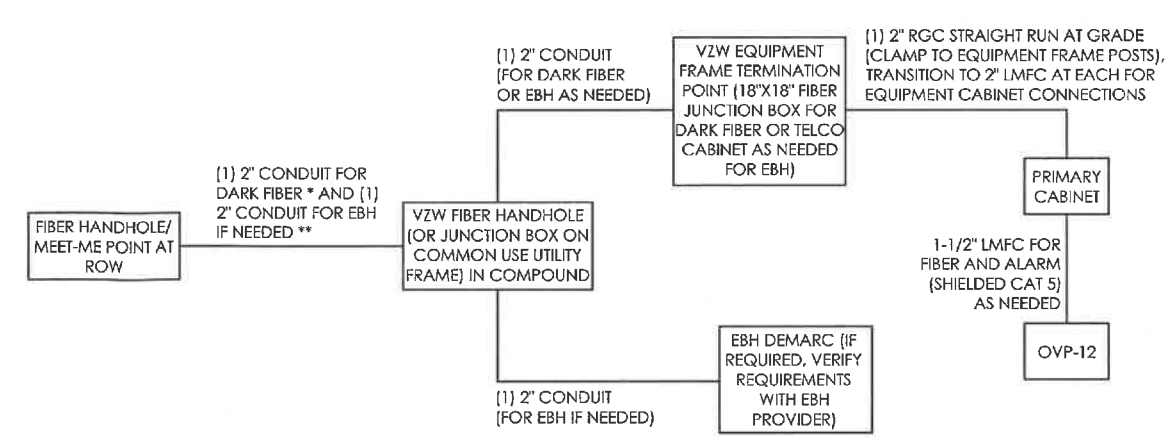 (1) 2" CONDUIT
(FOR DARK FIBER
OR EBH AS NEEDED)
VZW EQUIPMENT
FRAME TERMINATION
POINT (18"X18" FIBER
JUNCTION BOX FOR
DARK FIBER OR TELCO
CABINET AS NEEDED
FOR EBH)
(1) 2" RGC STRAIGHT RUN AT GRADE
(CLAMP TO EQUIPMENT FRAME POSTS),
TRANSITION TO 2" LMFC AT EACH FOR
EQUIPMENT CABINET CONNECTIONS
(1) 2" CONDUIT FOR
DARK FIBER * AND (1)
2" CONDUIT FOR EBH
IF NEEDED **
FIBER HANDHOLE/
MEET-ME POINT AT
ROW
VZW FIBER HANDHOLE
(OR JUNCTION BOX ON
COMMON USE UTILITY
FRAME) IN COMPOUND
PRIMARY
CABINET
1-1/2" LMFC FOR
FIBER AND ALARM
(SHIELDED CAT 5)
AS NEEDED
OVP-12
EBH DEMARC (IF
REQUIRED, VERIFY
REQUIREMENTS
WITH EBH
PROVIDER)
(1) 2" CONDUIT
(FOR EBH IF NEEDED)